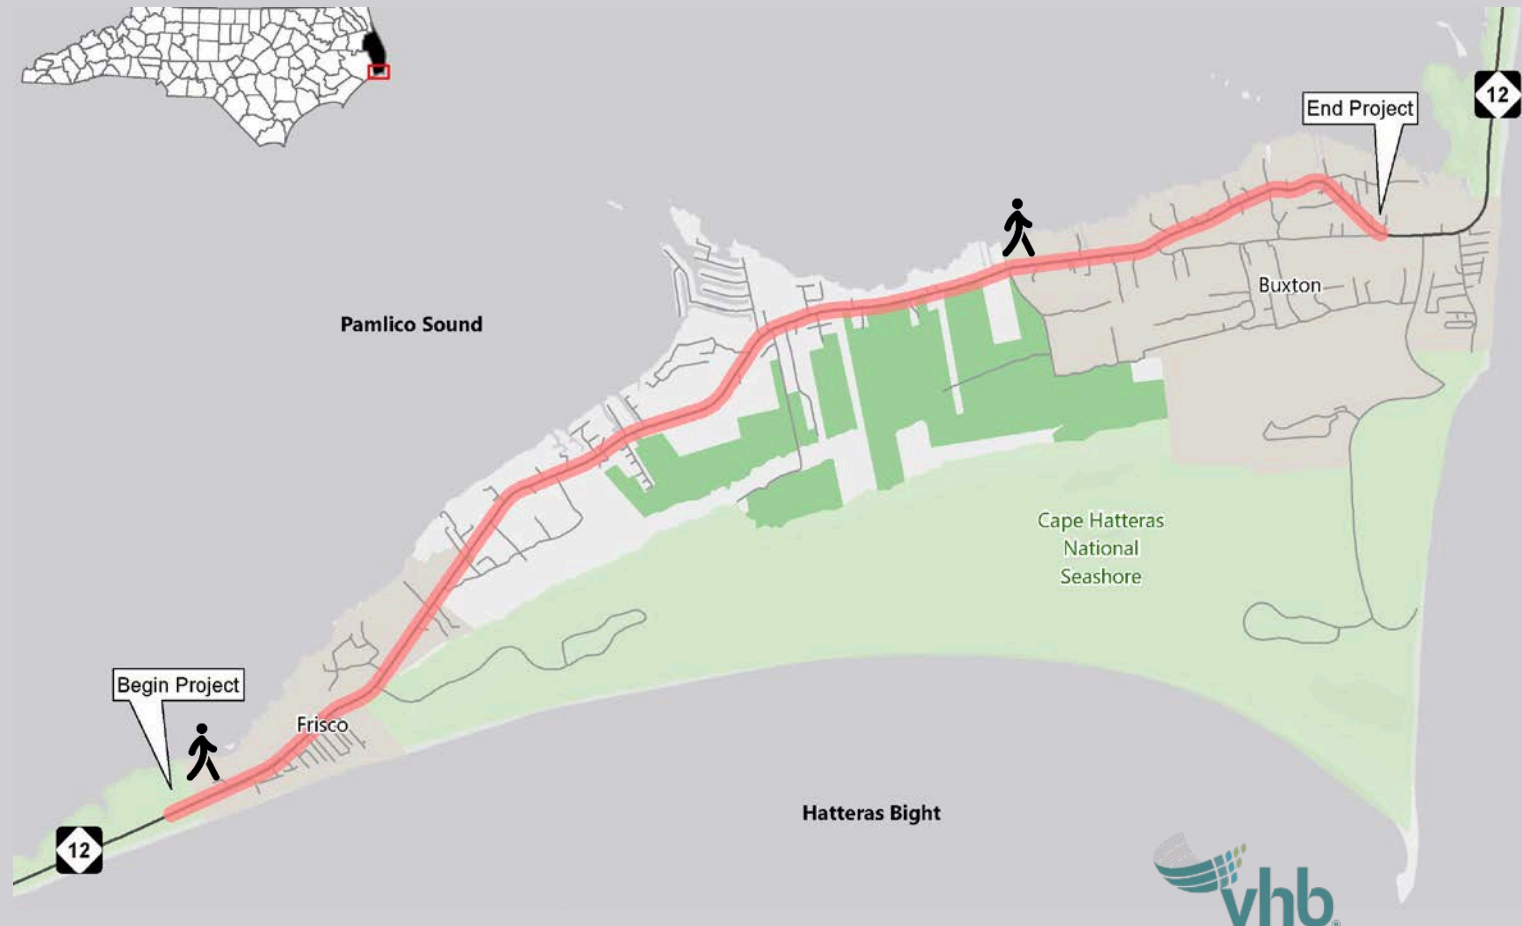 12
End Project
Buxton
Pamlico Sound
Cape Hatteras
National
Seashore
Begin Project
Frisco
Hatteras Bight
12
vhb